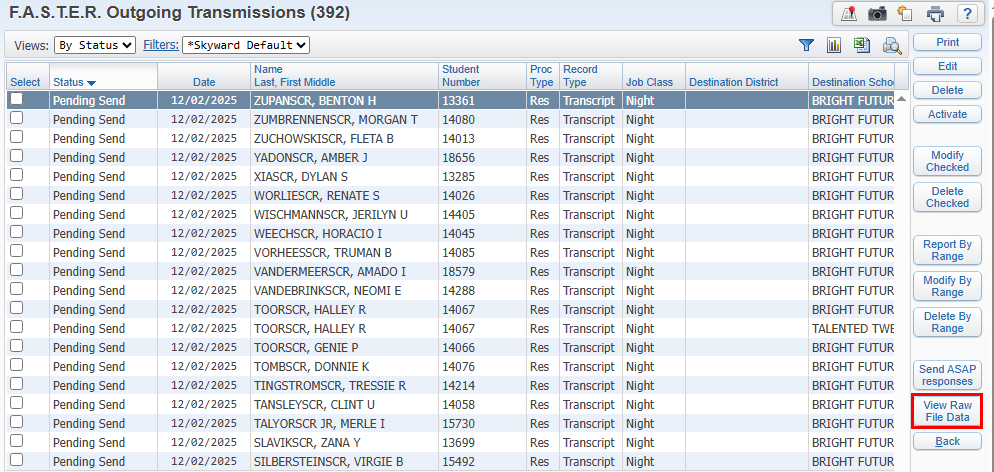 F.A.S.T.E.R. Outgoing Transmissions (392)
?
Views: By Status Filters: *Skyward Default*
Print
Edit
Delete
Activate
Modify
Checked
Delete
Checked
Report By
Range
Modify By
Range
Delete By
Range
Send ASAP
responses
View Raw
File Data
Back
Select Status Date Name Last, First Middle Student Number Proc Type Record Type Job Class Destination District Destination Schoo
Pending Send 12/02/2025 ZUPANSCR, BENTON H 13361 Res Transcript Night BRIGHT FUTUR
Pending Send 12/02/2025 ZUMBRENNENSCR, MORGAN T 14080 Res Transcript Night BRIGHT FUTUR
Pending Send 12/02/2025 ZUCHOWSKISCR, FLETA B 14013 Res Transcript Night BRIGHT FUTUR
Pending Send 12/02/2025 YADONSCR, AMBER J 18656 Res Transcript Night BRIGHT FUTUR
Pending Send 12/02/2025 XIASCR, DYLAN S 13285 Res Transcript Night BRIGHT FUTUR
Pending Send 12/02/2025 WORLIESCR, RENATE S 14026 Res Transcript Night BRIGHT FUTUR
Pending Send 12/02/2025 WISCHMANNSCR, JERILYN U 14405 Res Transcript Night BRIGHT FUTUR
Pending Send 12/02/2025 WEECHSCR, HORACIO I 14045 Res Transcript Night BRIGHT FUTUR
Pending Send 12/02/2025 VORHEESSCR, TRUMAN B 14085 Res Transcript Night BRIGHT FUTUR
Pending Send 12/02/2025 VANDERMEERSCR, AMADO I 18579 Res Transcript Night BRIGHT FUTUR
Pending Send 12/02/2025 VANDEBRINKSCR, NEOMI E 14288 Res Transcript Night BRIGHT FUTUR
Pending Send 12/02/2025 TOORSCR, HALLEY R 14067 Res Transcript Night BRIGHT FUTUR
Pending Send 12/02/2025 TOORSCR, HALLEY R 14067 Res Transcript Night TALENTED TWE
Pending Send 12/02/2025 TOORSCR, GENIE P 14066 Res Transcript Night BRIGHT FUTUR
Pending Send 12/02/2025 TOMBSCR, DONNIE K 14076 Res Transcript Night BRIGHT FUTUR
Pending Send 12/02/2025 TINGSTROMSCR, TRESSIE R 14214 Res Transcript Night BRIGHT FUTUR
Pending Send 12/02/2025 TANSLEYSCR, CLINT U 14058 Res Transcript Night BRIGHT FUTUR
Pending Send 12/02/2025 TALYORSCR JR, MERLE I 15730 Res Transcript Night BRIGHT FUTUR
Pending Send 12/02/2025 SLAVIKSCR, ZANA Y 13699 Res Transcript Night BRIGHT FUTUR
Pending Send 12/02/2025 SILBERSTEINSCR, VIRGIE B 15492 Res Transcript Night BRIGHT FUTUR